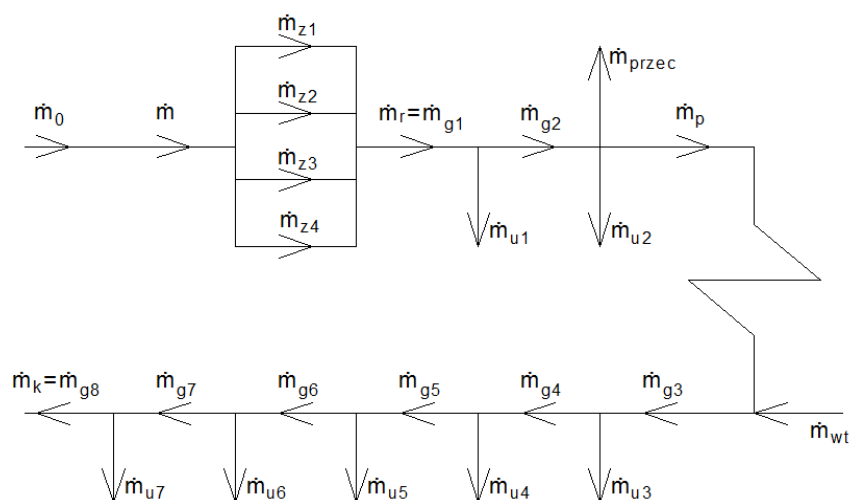 ṁz1
ṁz2
ṁz3
ṁz4
ṁ0
ṁ
ṁr=ṁg1
ṁg2
ṁprzec
ṁp
ṁu1
ṁu2
ṁk=ṁg8
ṁg7
ṁg6
ṁg5
ṁg4
ṁg3
ṁwt
ṁu7
ṁu6
ṁu5
ṁu4
ṁu3